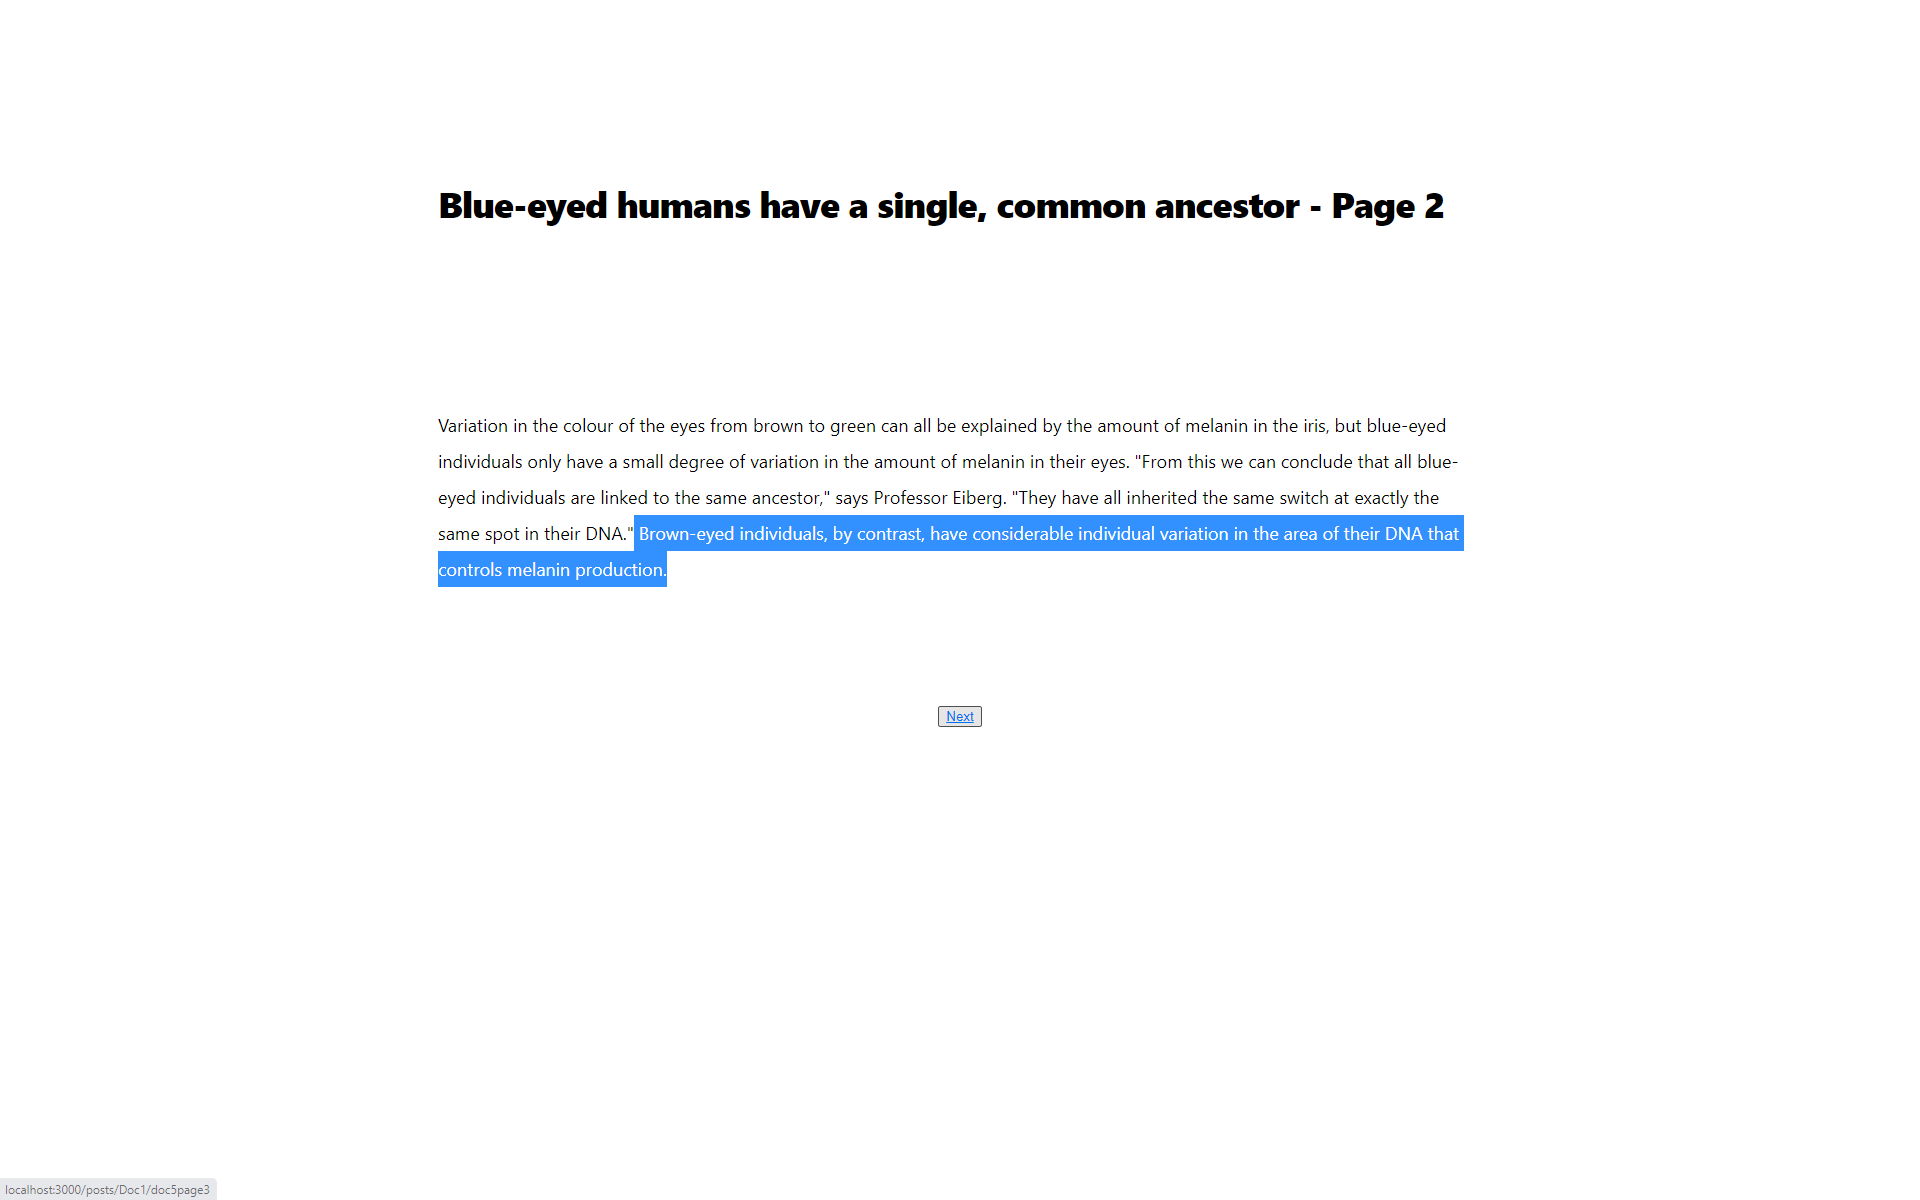 Blue-eyed humans have a single, common ancestor - Page 2
Variation in the colour of the eyes from brown to green can all be explained by the amount of melanin in the iris, but blue-eyed
individuals only have a small degree of variation in the amount of melanin in their eyes. "From this we can conclude that all blue-
eyed individuals are linked to the same ancestor," says Professor Eiberg. "They have all inherited the same switch at exactly the
same spot in their DNA." Brown-eyed individuals, by contrast, have considerable individual variation in the area of their DNA that
controls melanin production.
Next
localhost:3000/posts/Doc1/doc5page3